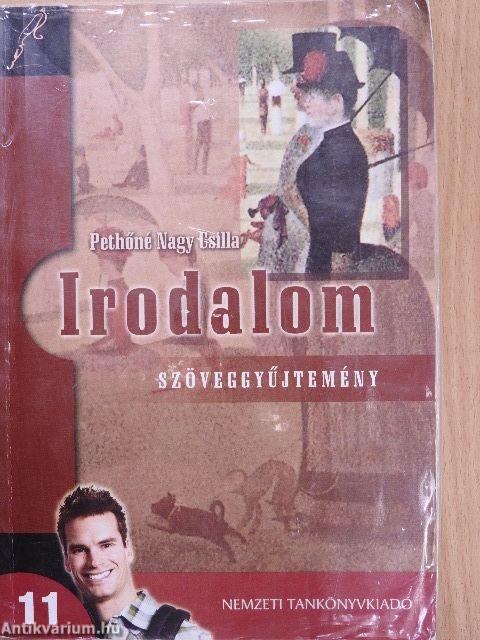 Pethőné Nagy Csilla
Irodalom
SZÖVEGGYŰJTEMÉNY
11
NEMZETI TANKÖNYVKIADÓ
Antikvarium.hu